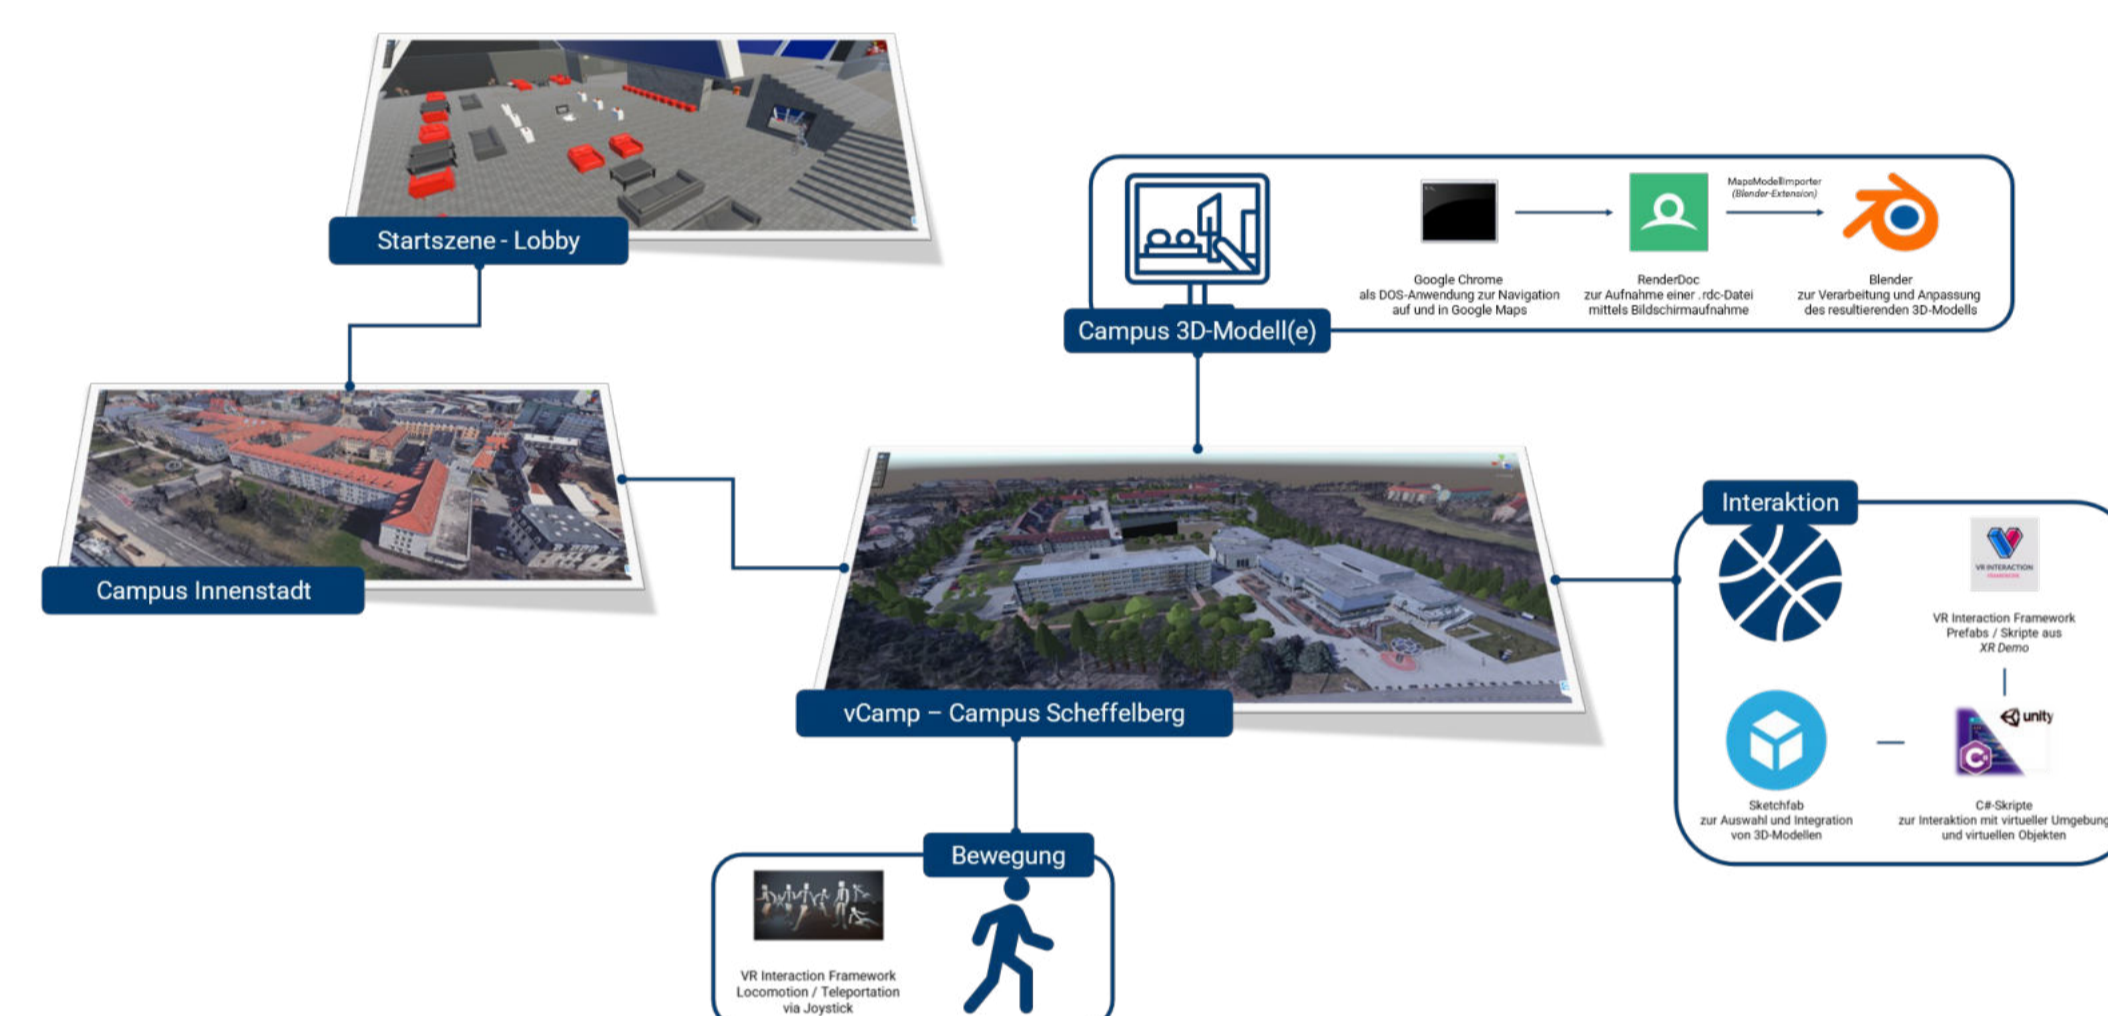 Startszene - Lobby
Campus Innenstadt
Campus 3D-Modell(e)
Google Chrome
als DOS-Anwendung zur Navigation
auf und in Google Maps
RenderDoc
zur Aufnahme einer .rdc-Datei
mittels Bildschirmaufnahme
MapsModelImporter
(Blender-Extension)
Blender
zur Verarbeitung und Anpassung
des resultierenden 3D-Modells
vCamp – Campus Scheffelberg
Interaktion
VR INTERACTION
FRAMEWORK
VR Interaction Framework
Prefabs / Skripte aus
XR Demo
unity
C#
C#-Skripte
zur Interaktion mit virtueller Umgebung
und virtuellen Objekten
Sketchfab
zur Auswahl und Integration
von 3D-Modellen
Bewegung
VR Interaction Framework
Locomotion / Teleportation
via Joystick